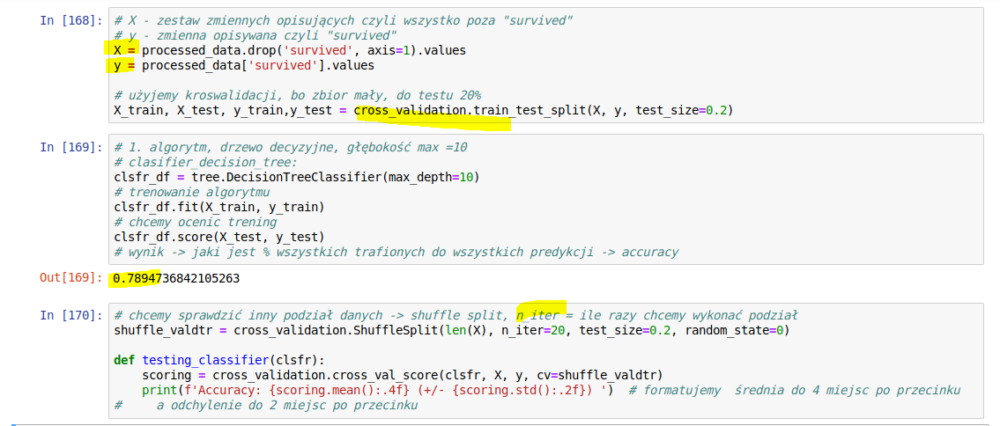 In [168]: # X - zestaw zmiennych opisujących czyli wszystko poza "survived"
# y - zmienna opisywana czyli "survived"
X = processed_data.drop('survived', axis=1).values
y = processed_data['survived'].values
# użyjemy kroswalidacji, bo zbior mały, do testu 20%
X_train, X_test, y_train,y_test = cross_validation.train_test_split(X, y, test_size=0.2)
In [169]: # 1. algorytm, drzewo decyzyjne, głębokość max =10
# clasifier_decision_tree:
clsfr_df = tree.DecisionTreeClassifier(max_depth=10)
# trenowanie algorytmu
clsfr_df.fit(X_train, y_train)
# chcemy ocenic trening
clsfr_df.score(X_test, y_test)
# wynik -> jaki jest % wszystkich trafionych do wszystkich predykcji -> accuracy
Out[169]: 0.7894736842105263
In [170]: # chcemy sprawdzić inny podział danych -> shuffle split, n_iter = ile razy chcemy wykonać podział
shuffle_valdtr = cross_validation.ShuffleSplit(len(X), n_iter=20, test_size=0.2, random_state=0)
def testing_classifier(clsfr):
scoring = cross_validation.cross_val_score(clsfr, X, y, cv=shuffle_valdtr)
print(f'Accuracy: {scoring.mean():.4f} (+/- {scoring.std():.2f}) ') # formatujemy średnia do 4 miejsc po przecinku
# a odchylenie do 2 miejsc po przecinku